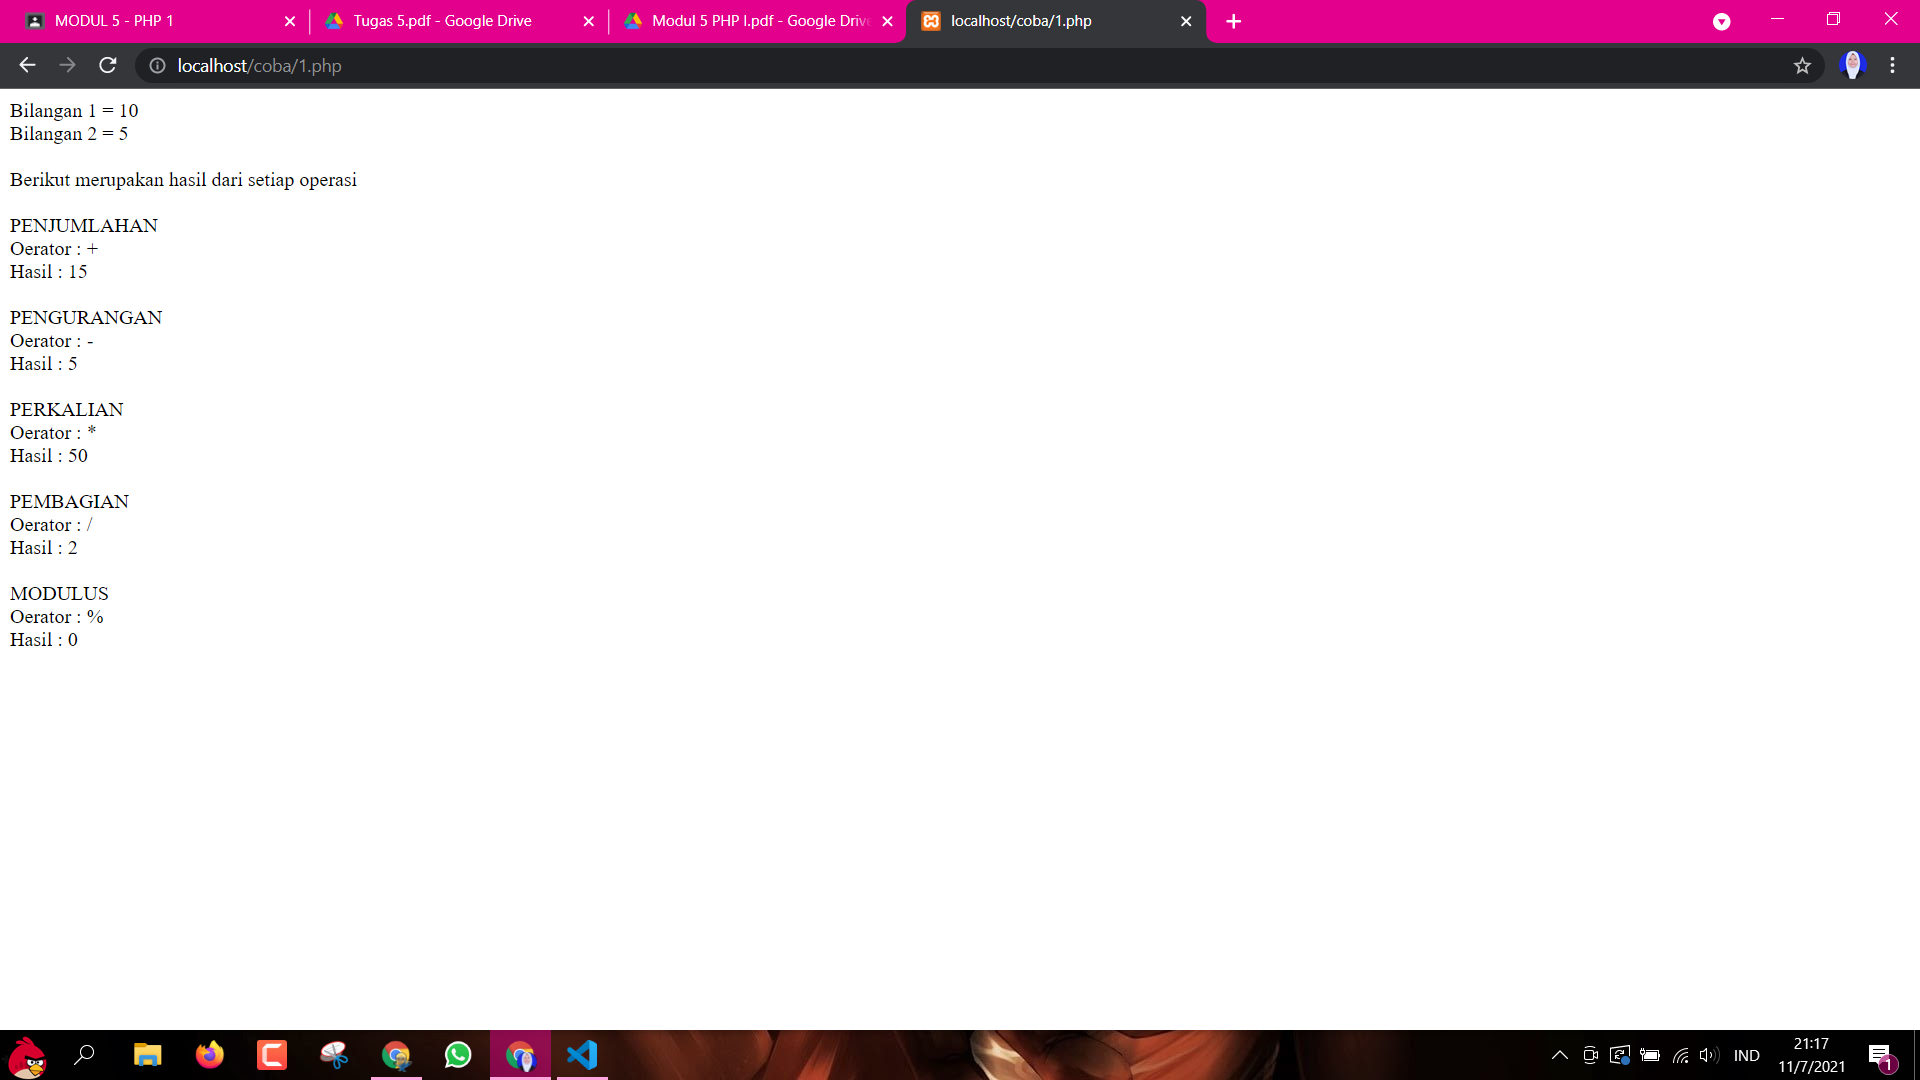 MODUL 5 - PHP 1
Tugas 5.pdf - Google Drive
Modul 5 PHP I.pdf - Google Driv
localhost/coba/1.php
localhost/coba/1.php
Bilangan 1 = 10
Bilangan 2 = 5
Berikut merupakan hasil dari setiap operasi
PENJUMLAHAN
Oerator : +
Hasil : 15
PENGURANGAN
Oerator : -
Hasil : 5
PERKALIAN
Oerator : *
Hasil : 50
PEMBAGIAN
Oerator : /
Hasil : 2
MODULUS
Oerator : %
Hasil : 0
IND
21:17
11/7/2021
1